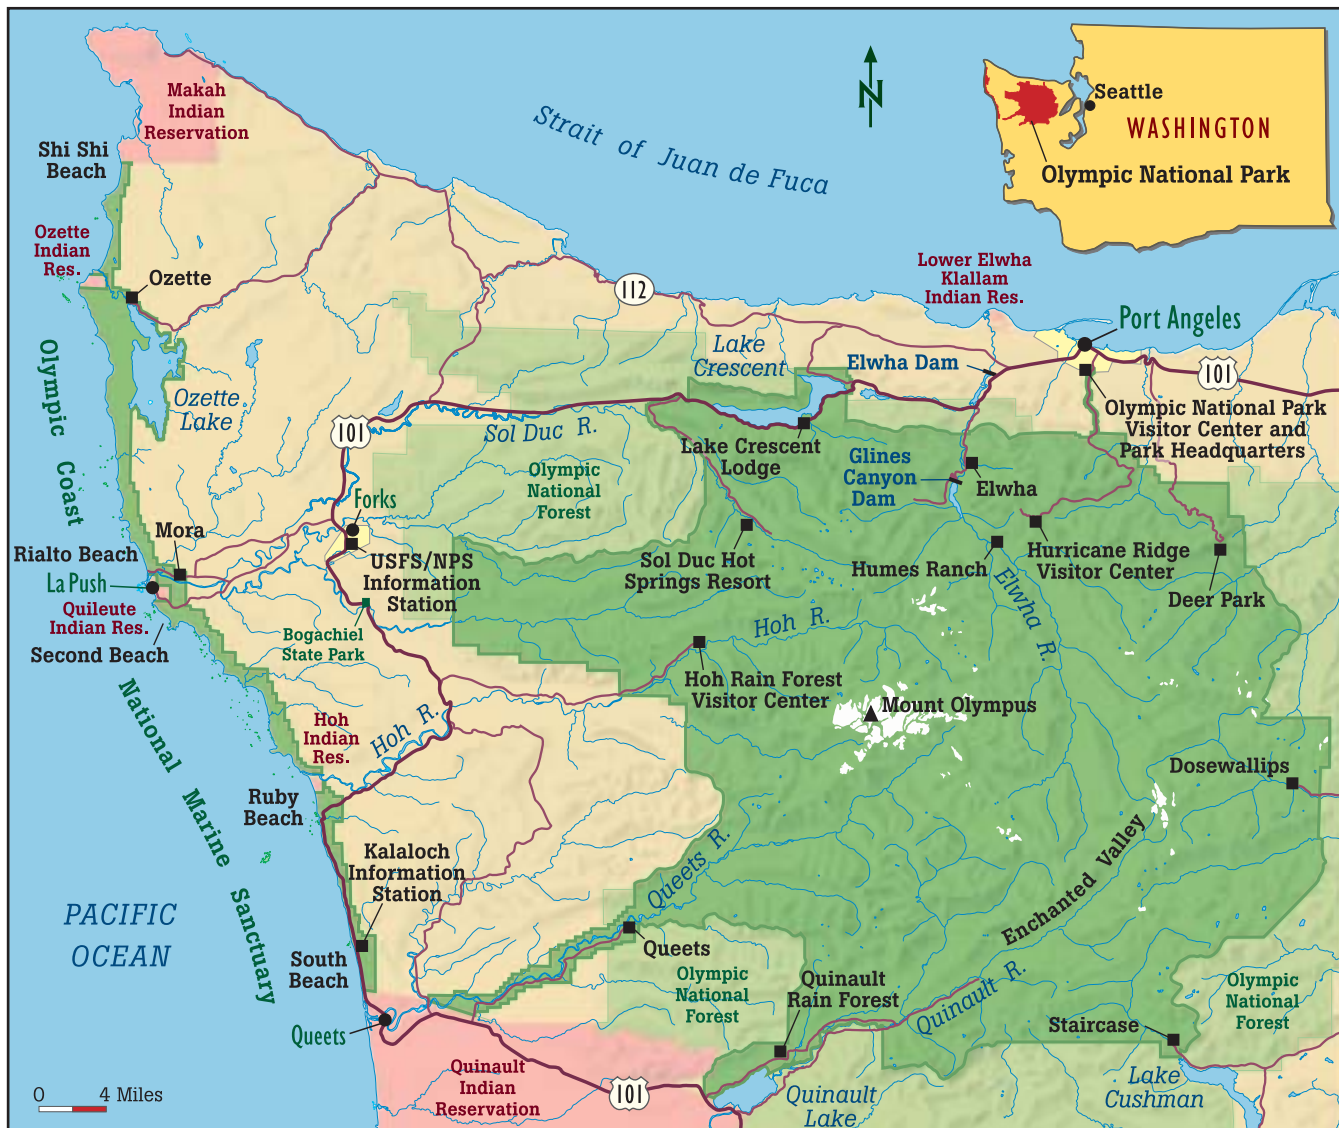 Makah
Indian
Reservation
Shi Shi
Beach
Strait of Juan de Fuca
N
Seattle
WASHINGTON
Olympic National Park
Ozette
Indian
Res.
Ozette
112
Lower Elwha
Klallam
Indian Res.
Port Angeles
Lake
Crescent
Elwha Dam
101
Olympic National Park
Visitor Center and
Park Headquarters
Ozette
Lake
101
Sol Duc R.
Lake Crescent
Lodge
Olympic
National
Forest
Glines
Canyon
Dam
Elwha
Forks
Mora
Rialto Beach
La Push
Quileute
Indian Res.
Second Beach
USFS/NPS
Information
Station
Bogachiel
State Park
Sol Duc Hot
Springs Resort
Humes Ranch
Hurricane Ridge
Visitor Center
Deer Park
Elwha R.
Hoh R.
Hoh Rain Forest
Visitor Center
Mount Olympus
Hoh
Indian
Res.
Hoh R.
Ruby
Beach
Dosewallips
Kalaloch
Information
Station
Queets R.
Enchanted Valley
Olympic Coast National Marine Sanctuary
PACIFIC
OCEAN
South
Beach
Queets
Queets
Olympic
National
Forest
Quinault
Rain Forest
Quinault R.
Olympic
National
Forest
Staircase
Lake
Cushman
Quinault
Indian
Reservation
101
Quinault
Lake
0 4 Miles